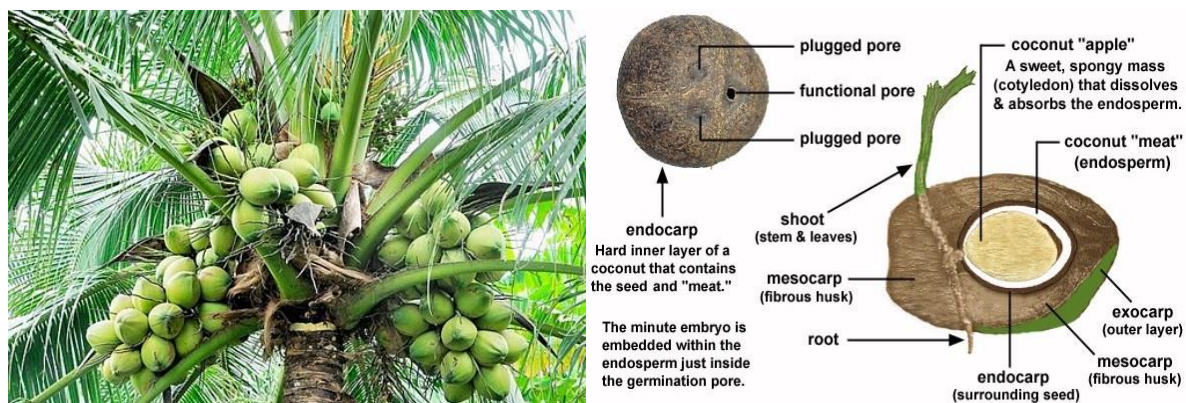 plugged pore
functional pore
plugged pore
endocarp
Hard inner layer of a
coconut that contains
the seed and "meat."
The minute embryo is
embedded within the
endosperm just inside
the germination pore.
coconut "apple"
A sweet, spongy mass
(cotyledon) that dissolves
& absorbs the endosperm.
coconut "meat"
(endosperm)
shoot
(stem & leaves)
mesocarp
(fibrous husk)
root
exocarp
(outer layer)
mesocarp
(fibrous husk)
endocarp
(surrounding seed)